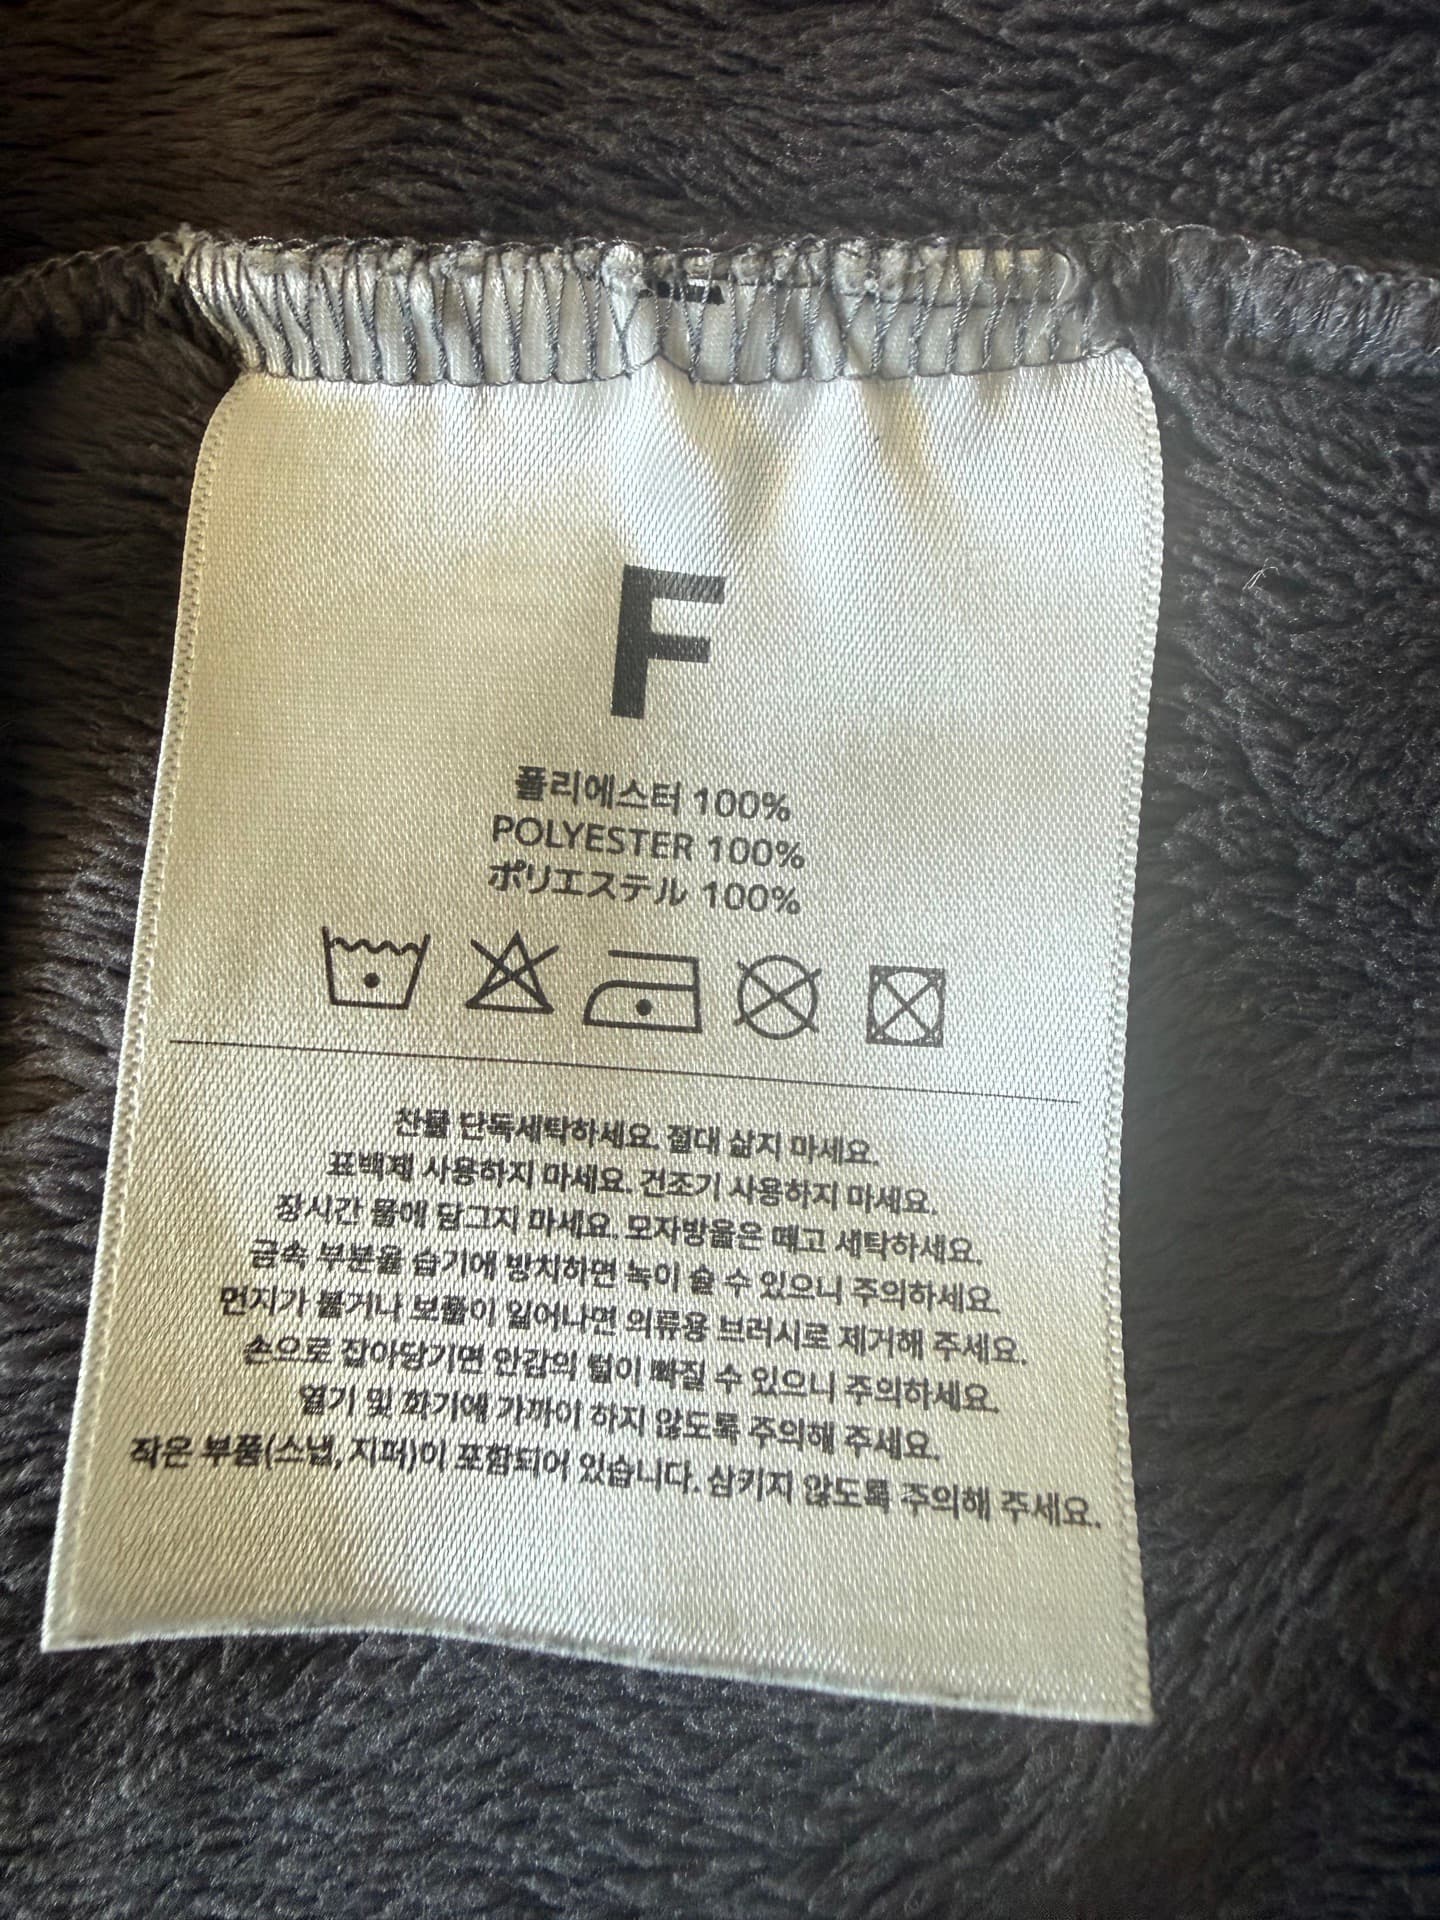 F
폴리에스터 100%
POLYESTER 100%
ポリエステル 100%
찬물 단독세탁하세요. 절대 삶지 마세요.
표백제 사용하지 마세요. 건조기 사용하지 마세요.
장시간 물에 담그지 마세요. 모자방울은 떼고 세탁하세요.
금속 부분을 습기에 방치하면 녹이 슬 수 있으니 주의하세요.
먼지가 붙거나 보풀이 일어나면 의류용 브러시로 제거해 주세요.
손으로 잡아당기면 안감의 털이 빠질 수 있으니 주의하세요.
열기 및 화기에 가까이 하지 않도록 주의해 주세요.
작은 부품(스냅, 지퍼)이 포함되어 있습니다. 삼키지 않도록 주의해 주세요.